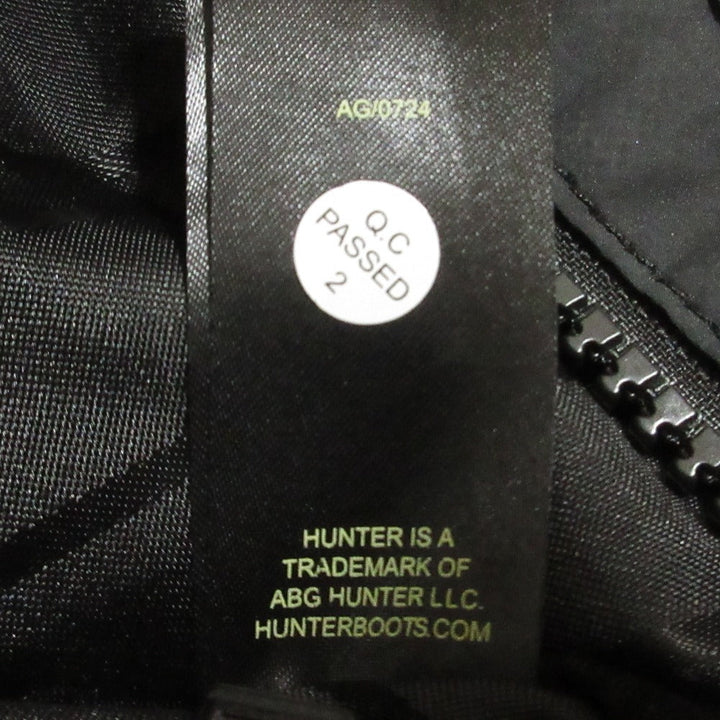 AG/0724
Q.C
PASSED
2
HUNTER IS A
TRADEMARK OF
ABG HUNTER LLC.
HUNTERBOOTS.COM